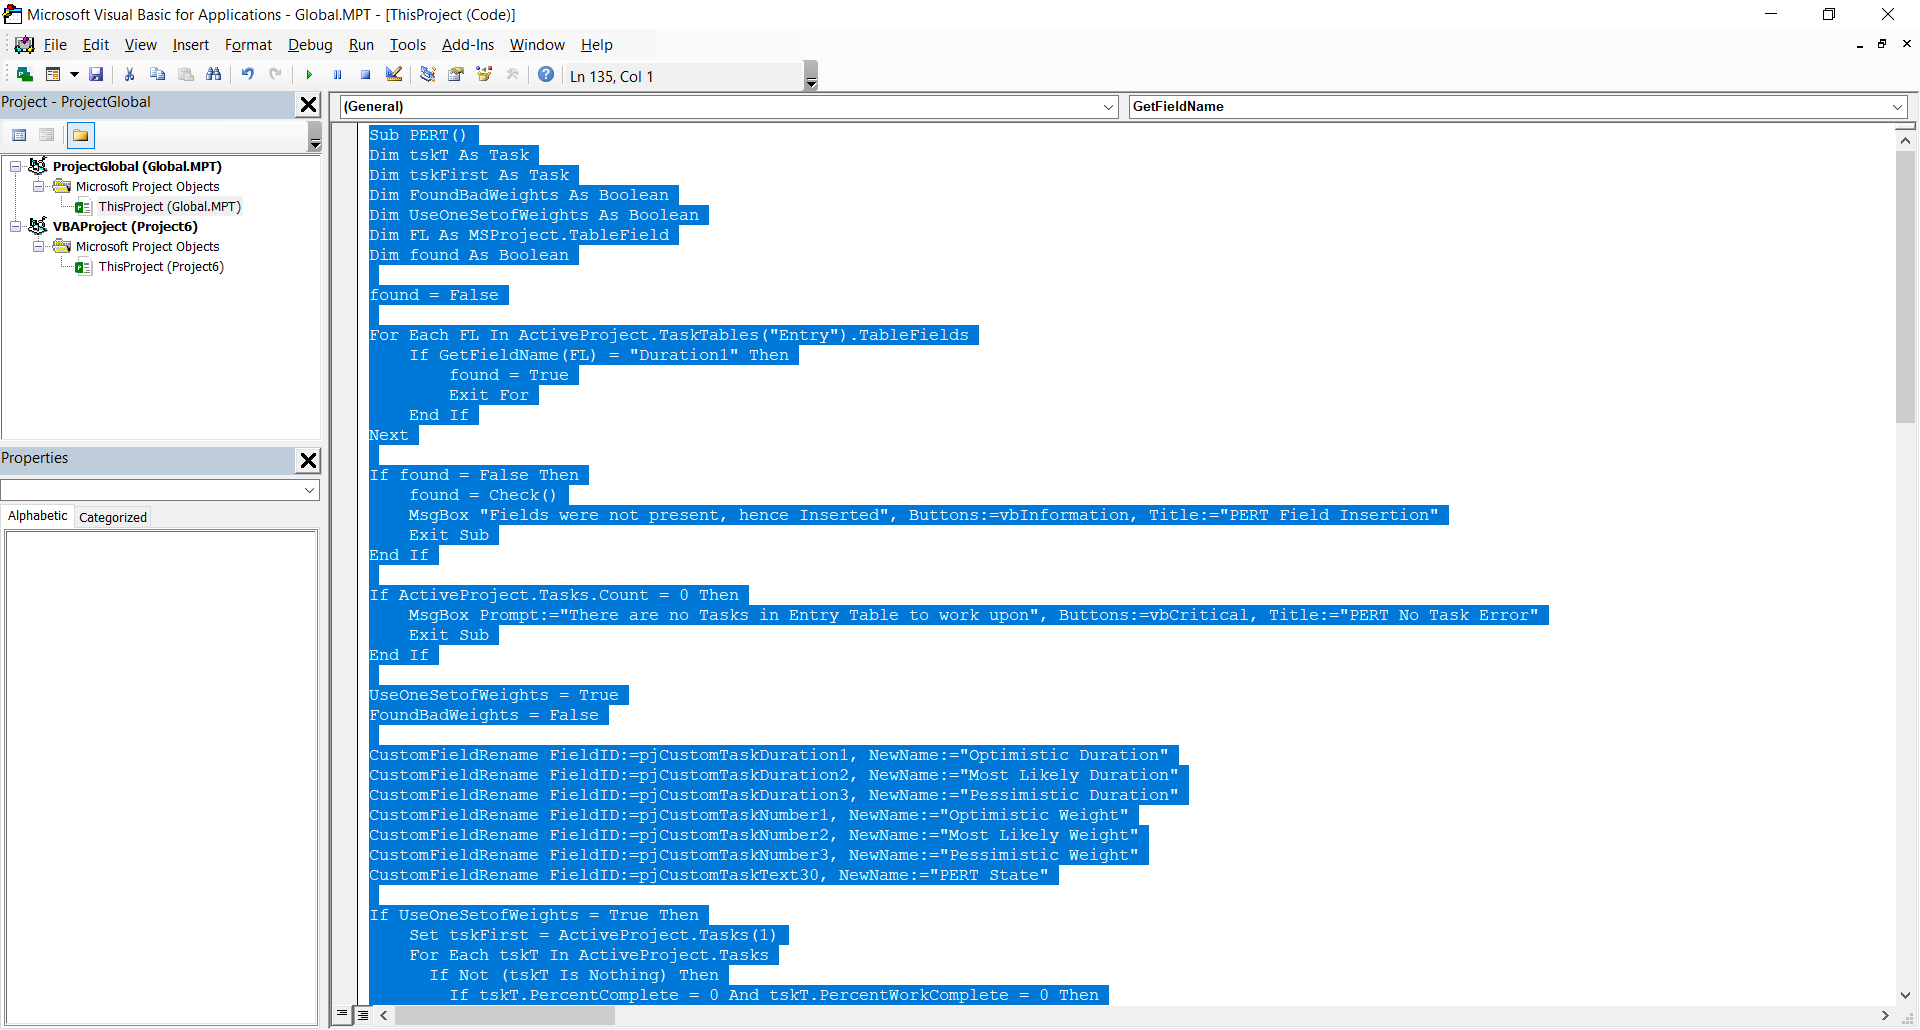 Microsoft Visual Basic for Applications - Global.MPT - [ThisProject (Code)]
File Edit View Insert Format Debug Run Tools Add-Ins Window Help
Ln 135, Col 1
Project - ProjectGlobal
ProjectGlobal (Global.MPT)
Microsoft Project Objects
ThisProject (Global.MPT)
VBAProject (Project6)
Microsoft Project Objects
ThisProject (Project6)
Properties
Alphabetic Categorized
(General) GetFieldName
Sub PERT()
Dim tskT As Task
Dim tskFirst As Task
Dim FoundBadWeights As Boolean
Dim UseOneSetofWeights As Boolean
Dim FL As MSProject.TableField
Dim found As Boolean
found = False
For Each FL In ActiveProject.TaskTables("Entry").TableFields
If GetFieldName(FL) = "Duration1" Then
found = True
Exit For
End If
Next
If found = False Then
found = Check()
MsgBox "Fields were not present, hence Inserted", Buttons:=vbInformation, Title:="PERT Field Insertion"
Exit Sub
End If
If ActiveProject.Tasks.Count = 0 Then
MsgBox Prompt:="There are no Tasks in Entry Table to work upon", Buttons:=vbCritical, Title:="PERT No Task Error"
Exit Sub
End If
UseOneSetofWeights = True
FoundBadWeights = False
CustomFieldRename FieldID:=pjCustomTaskDuration1, NewName:="Optimistic Duration"
CustomFieldRename FieldID:=pjCustomTaskDuration2, NewName:="Most Likely Duration"
CustomFieldRename FieldID:=pjCustomTaskDuration3, NewName:="Pessimistic Duration"
CustomFieldRename FieldID:=pjCustomTaskNumber1, NewName:="Optimistic Weight"
CustomFieldRename FieldID:=pjCustomTaskNumber2, NewName:="Most Likely Weight"
CustomFieldRename FieldID:=pjCustomTaskNumber3, NewName:="Pessimistic Weight"
CustomFieldRename FieldID:=pjCustomTaskText30, NewName:="PERT State"
If UseOneSetofWeights = True Then
Set tskFirst = ActiveProject.Tasks(1)
For Each tskT In ActiveProject.Tasks
If Not (tskT Is Nothing) Then
If tskT.PercentComplete = 0 And tskT.PercentWorkComplete = 0 Then